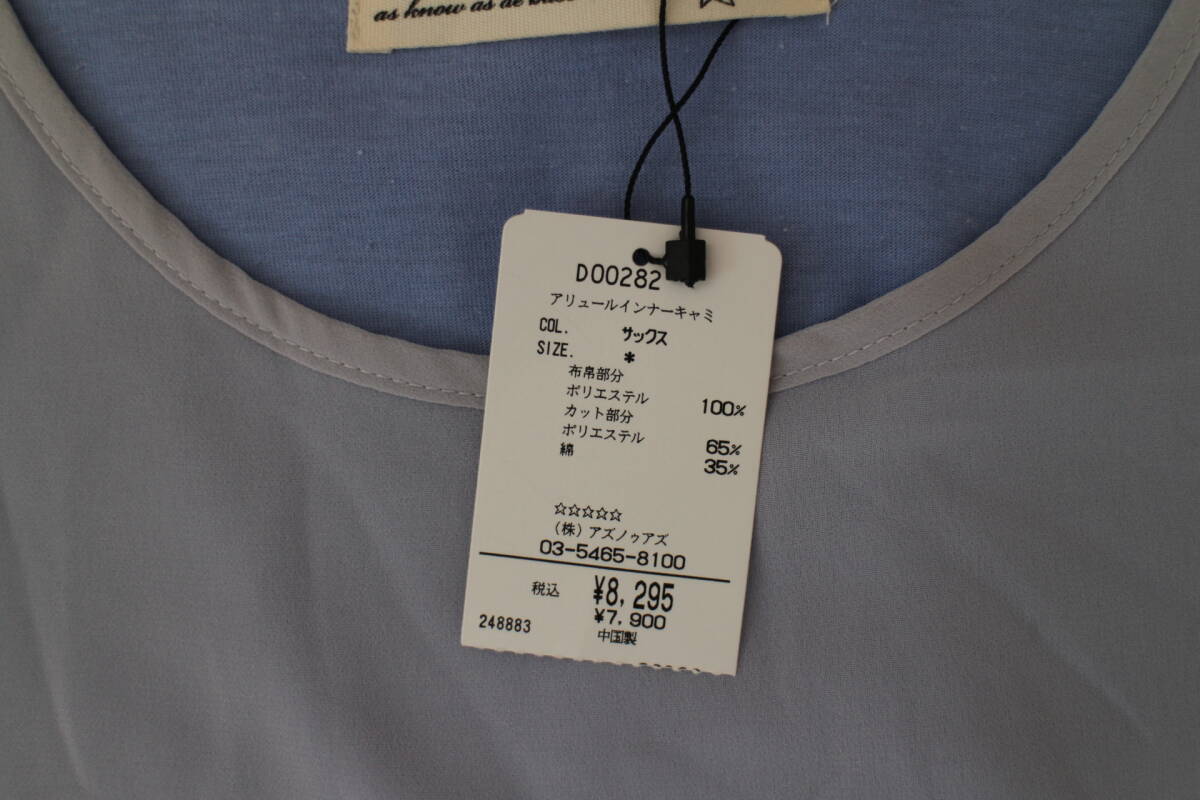 as know as de
D00282
アリュールインナーキャミ
COL. サックス
SIZE. *
布帛部分
ポリエステル 100%
カット部分
ポリエステル 65%
綿 35%
☆☆☆☆☆
(株)アズノゥアズ
03-5465-8100
税込 ¥8,295
¥7,900
248883 中国製